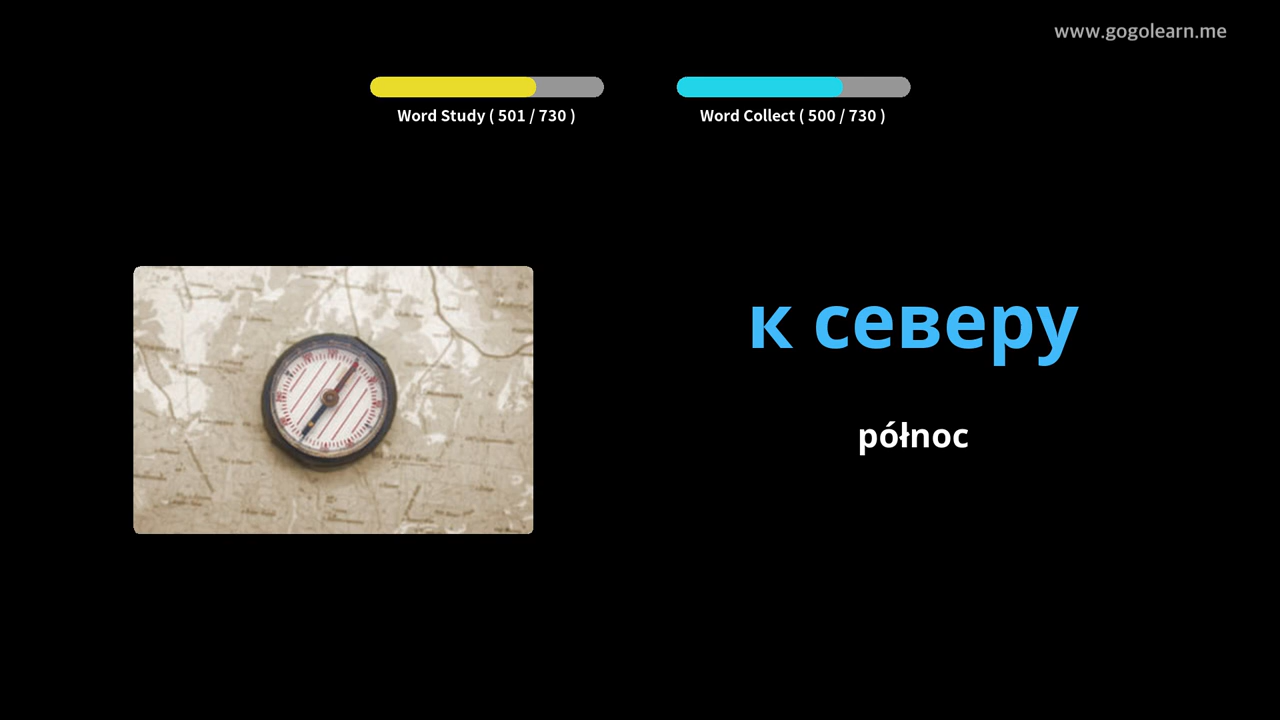 www.gogolearn.me
Word Study ( 501 / 730 )
Word Collect ( 500 / 730 )
к северу
północ